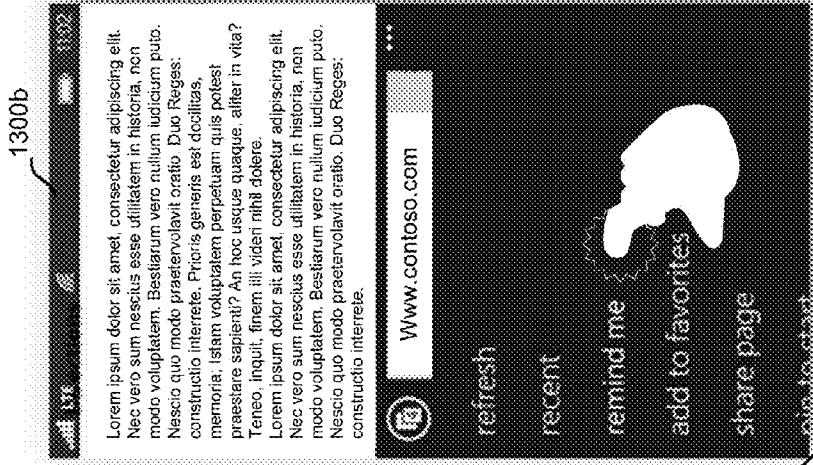 1300b
11:02
Lorem ipsum dolor sit amet, consectetur adipiscing elit.
Nec vero sum nescius esse utilitatem in historia, non
modo voluptatem. Bestiarum vero nullum iudicium puto.
Nescio quo modo praetervolavit oratio. Duo Reges:
constructio interrete. Prioris generis est docilitas,
memoria; Istam voluptatem perpetuam quis potest
praestare sapienti? An hoc usque quaque, aliter in vita?
Teneo, inquit, finem illi videri nihil dolere.
Lorem ipsum dolor sit amet, consectetur adipiscing elit.
Nec vero sum nescius esse utilitatem in historia, non
modo voluptatem. Bestiarum vero nullum iudicium puto.
Nescio quo modo praetervolavit oratio. Duo Reges:
constructio interrete.
Www.contoso.com
refresh
recent
remind me
add to favorites
share page
pin to start